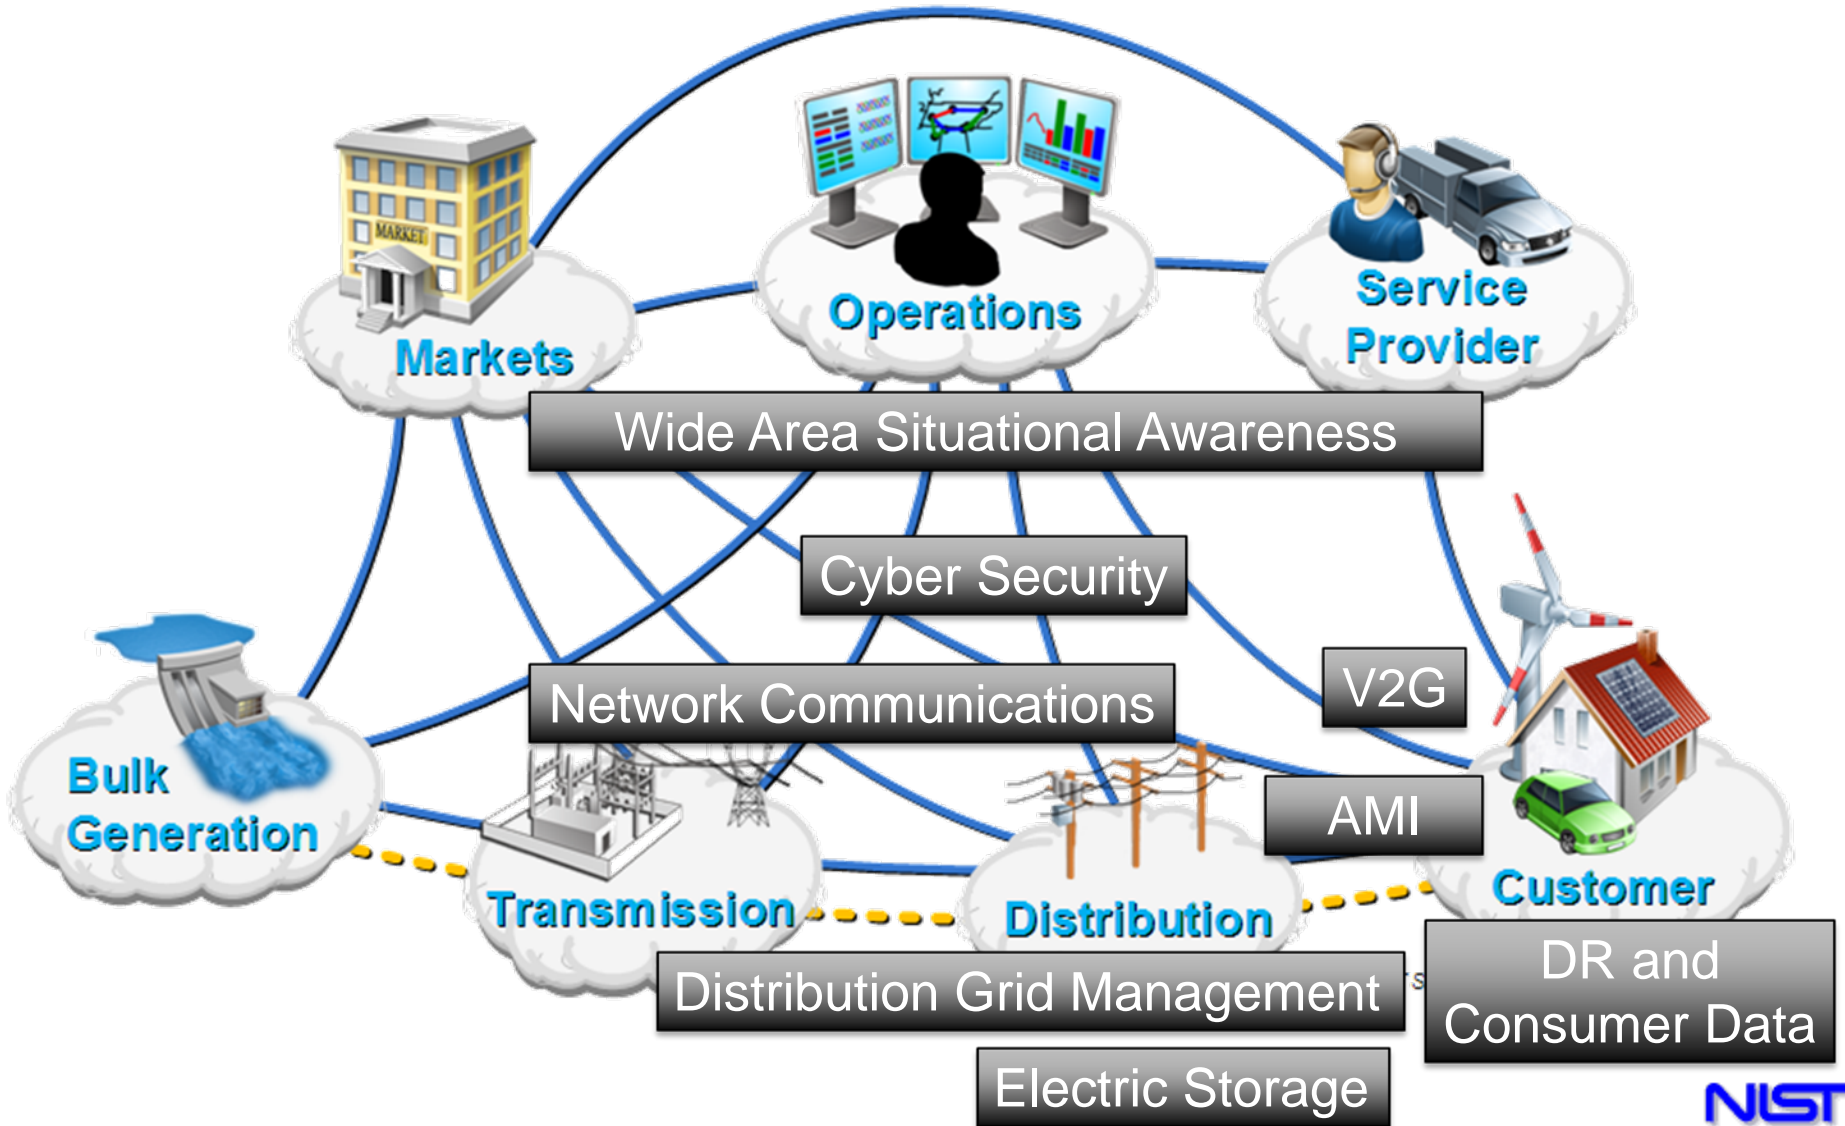 MARKET
Operations
Service
Provider
Markets
Wide Area Situational Awareness
Cyber Security
V2G
Network Communications
Bulk
Generation
AMI
Transmission
Distribution
Customer
Distribution Grid Management
DR and
Consumer Data
Electric Storage
NIST